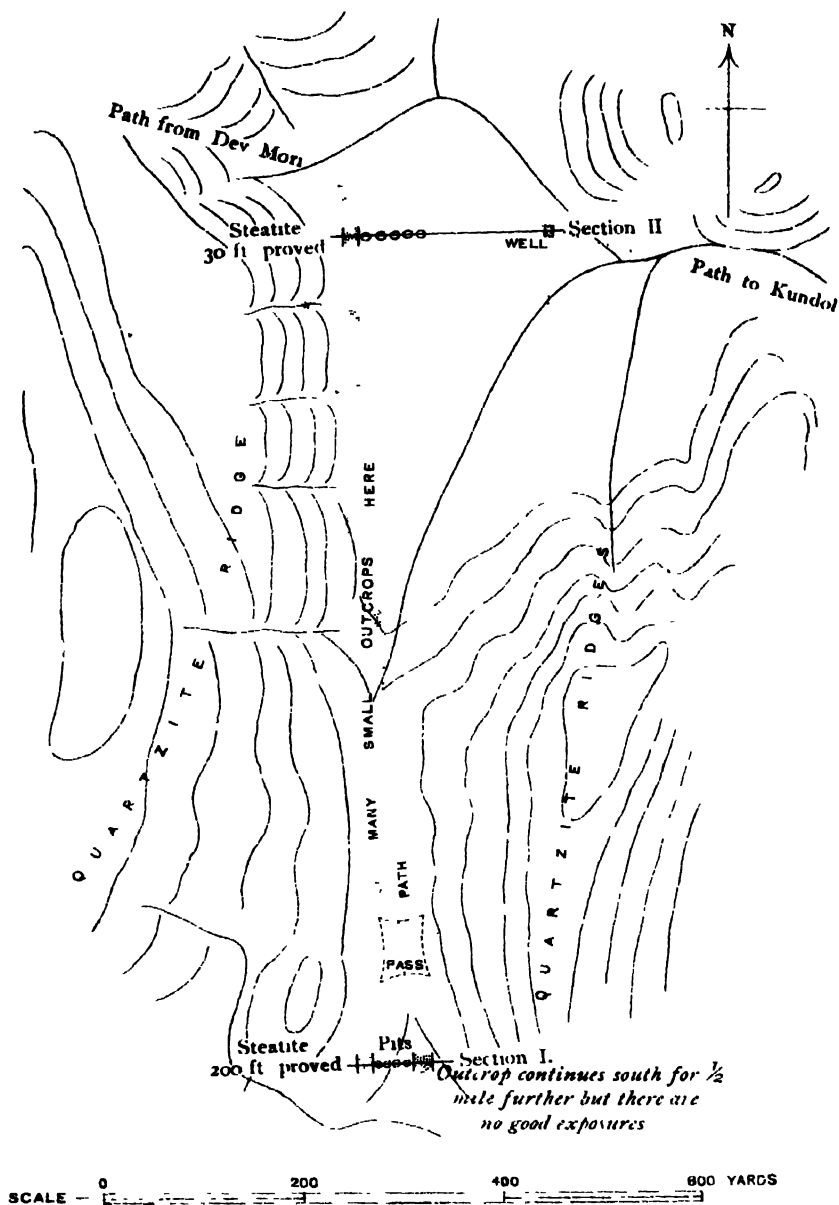 N
Path from Dev Mori
Steatite
30 ft proved
WELL
Section II
Path to Kundol
QUARTZITE RIDGE
MANY SMALL OUTCROPS HERE
QUARTZITE RIDGES
PATH
PASS
Steatite
200 ft proved
Pits
Section I.
Outcrop continues south for ½
mile further but there are
no good exposures
SCALE
0 200 400 600 YARDS